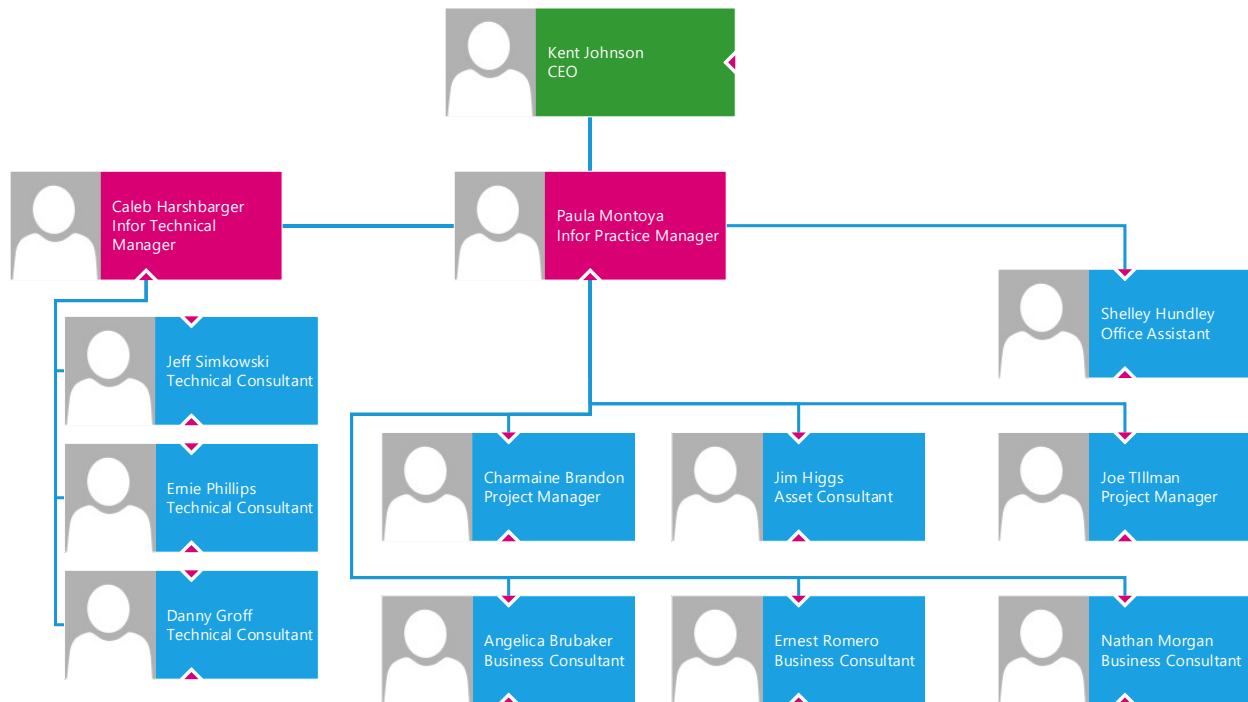 Kent Johnson
CEO
Caleb Harshbarger
Infor Technical
Manager
Paula Montoya
Infor Practice Manager
Shelley Hundley
Office Assistant
Jeff Simkowski
Technical Consultant
Ernie Phillips
Technical Consultant
Danny Groff
Technical Consultant
Charmaine Brandon
Project Manager
Jim Higgs
Asset Consultant
Joe TIllman
Project Manager
Angelica Brubaker
Business Consultant
Ernest Romero
Business Consultant
Nathan Morgan
Business Consultant